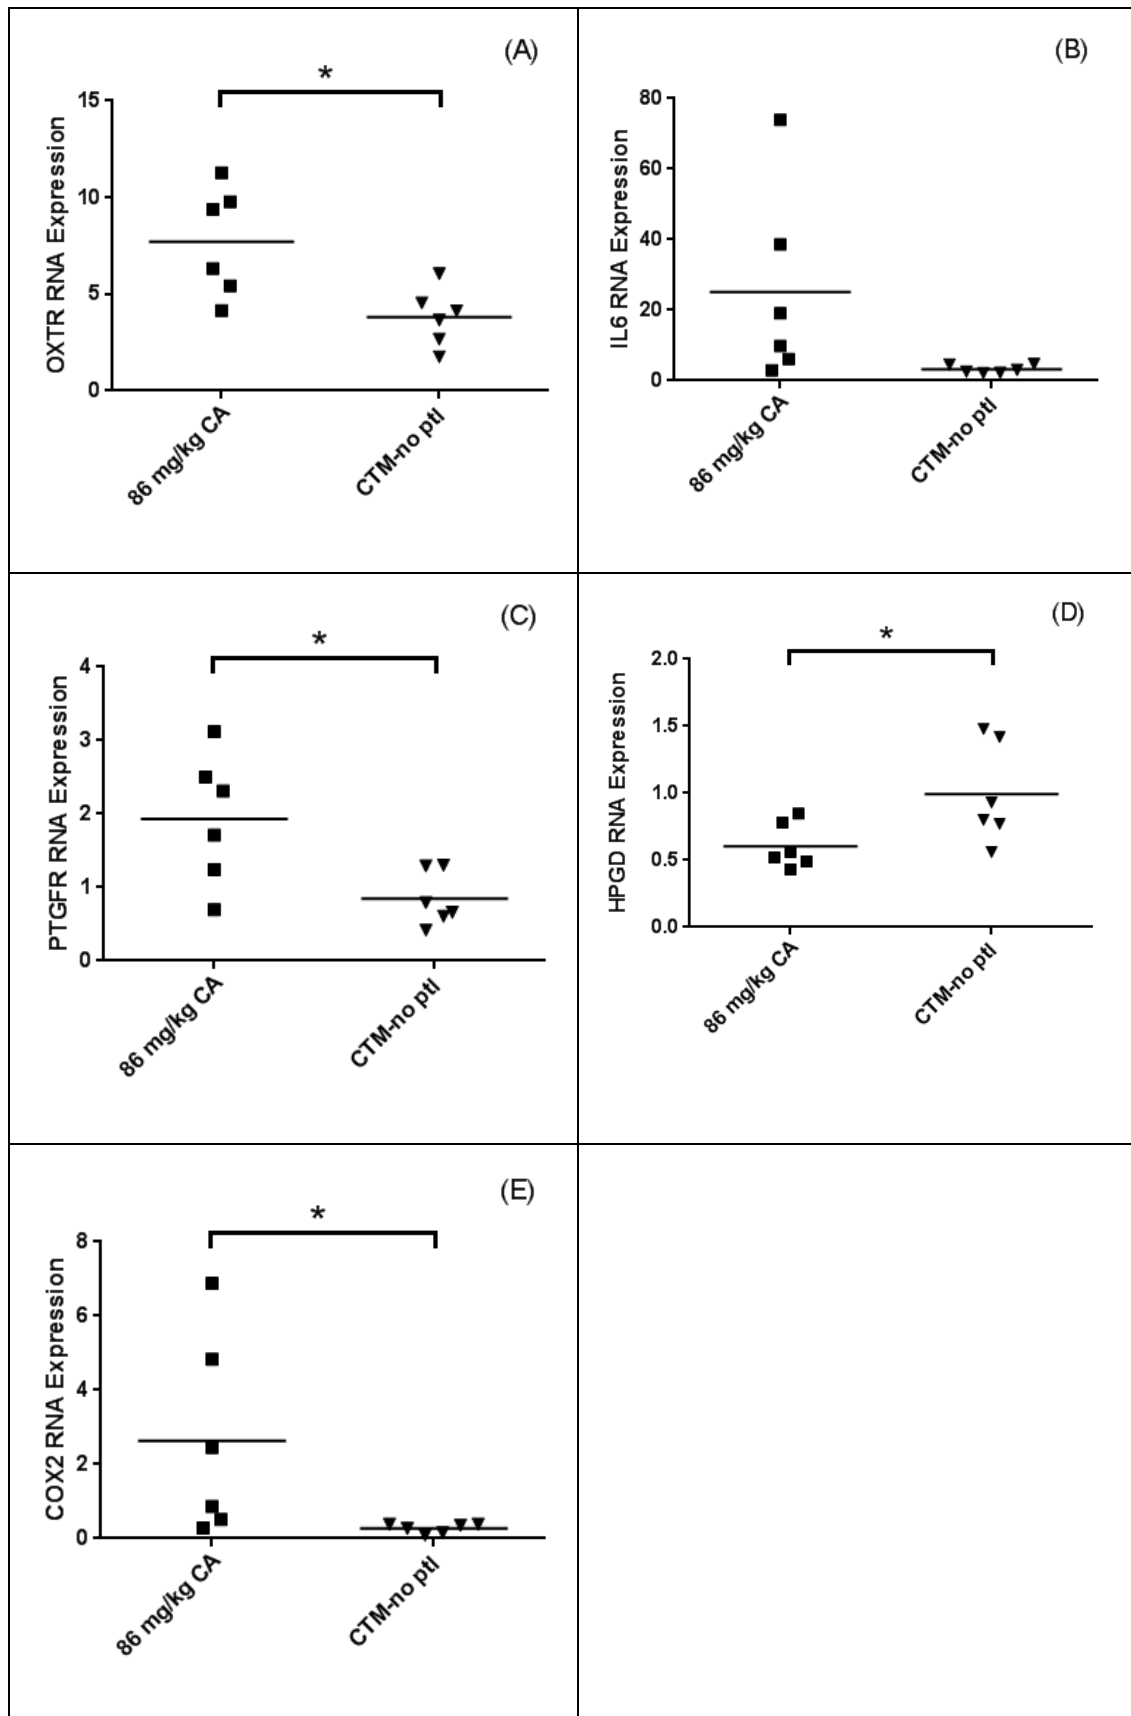 (A)
*
OXTR RNA Expression
15
10
5
0
86 mg/kg CA
CTM-no ptl
(B)
IL6 RNA Expression
80
60
40
20
0
86 mg/kg CA
CTM-no ptl
(C)
*
PTGFR RNA Expression
4
3
2
1
0
86 mg/kg CA
CTM-no ptl
(D)
*
HPGD RNA Expression
2.0
1.5
1.0
0.5
0.0
86 mg/kg CA
CTM-no ptl
(E)
*
COX2 RNA Expression
8
6
4
2
0
86 mg/kg CA
CTM-no ptl